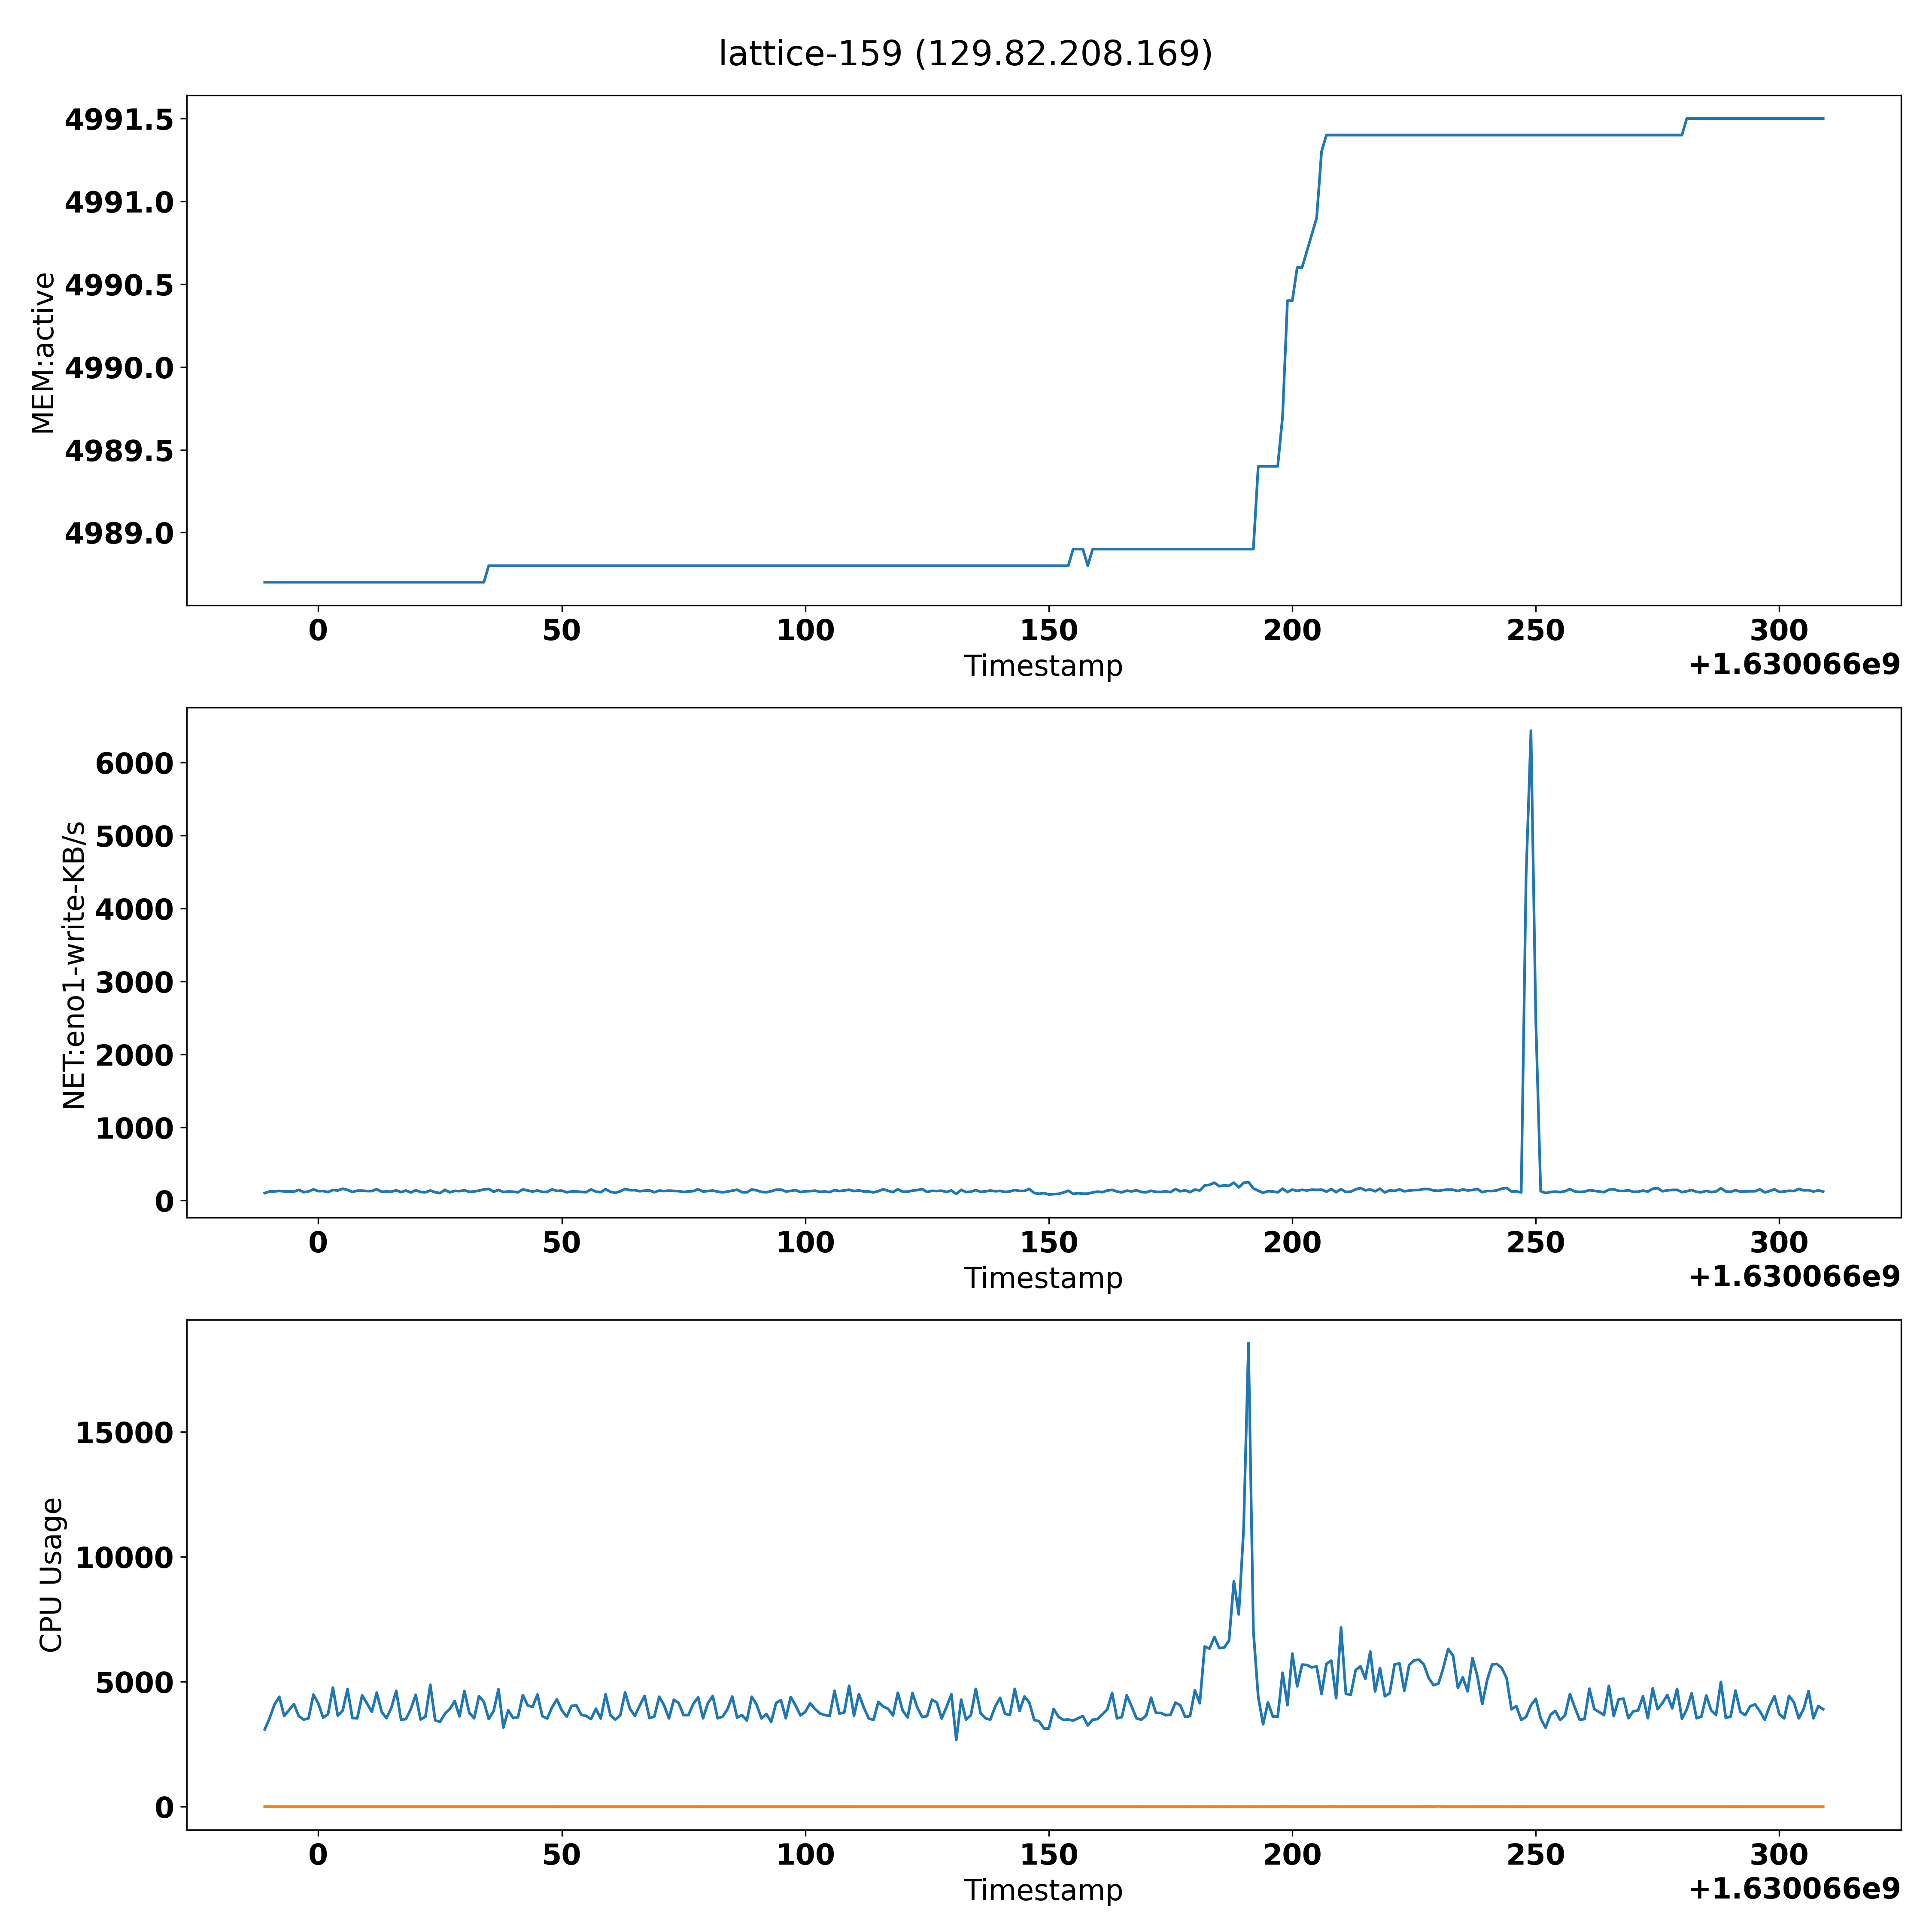 lattice-159 (129.82.208.169)
4991.5
4991.0
4990.5
4990.0
4989.5
4989.0
MEM:active
0 50 100 150 200 250 300
Timestamp
+1.630066e9
6000
5000
4000
3000
2000
1000
0
NET:eno1-write-KB/s
0 50 100 150 200 250 300
Timestamp
+1.630066e9
15000
10000
5000
0
CPU Usage
0 50 100 150 200 250 300
Timestamp
+1.630066e9